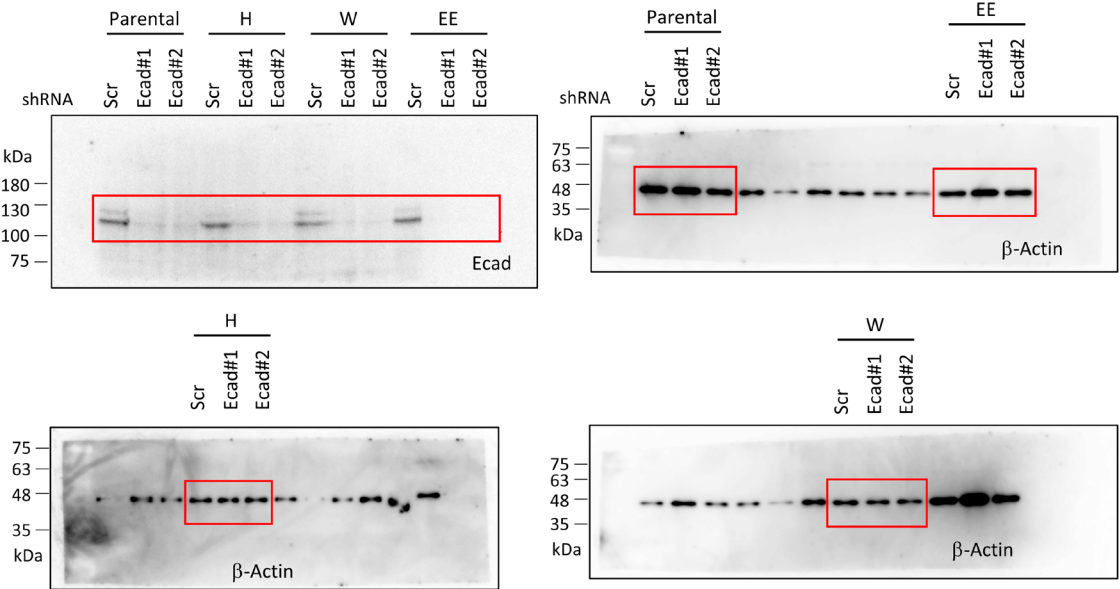 Parental H W EE
shRNA Scr Ecad#1 Ecad#2 Scr Ecad#1 Ecad#2 Scr Ecad#1 Ecad#2 Scr Ecad#1 Ecad#2
kDa
180
130
100
75
Ecad
Parental EE
shRNA Scr Ecad#1 Ecad#2 Scr Ecad#1 Ecad#2
75
63
48
35
kDa
β-Actin
H
Scr Ecad#1 Ecad#2
75
63
48
35
kDa
β-Actin
W
Scr Ecad#1 Ecad#2
75
63
48
35
kDa
β-Actin